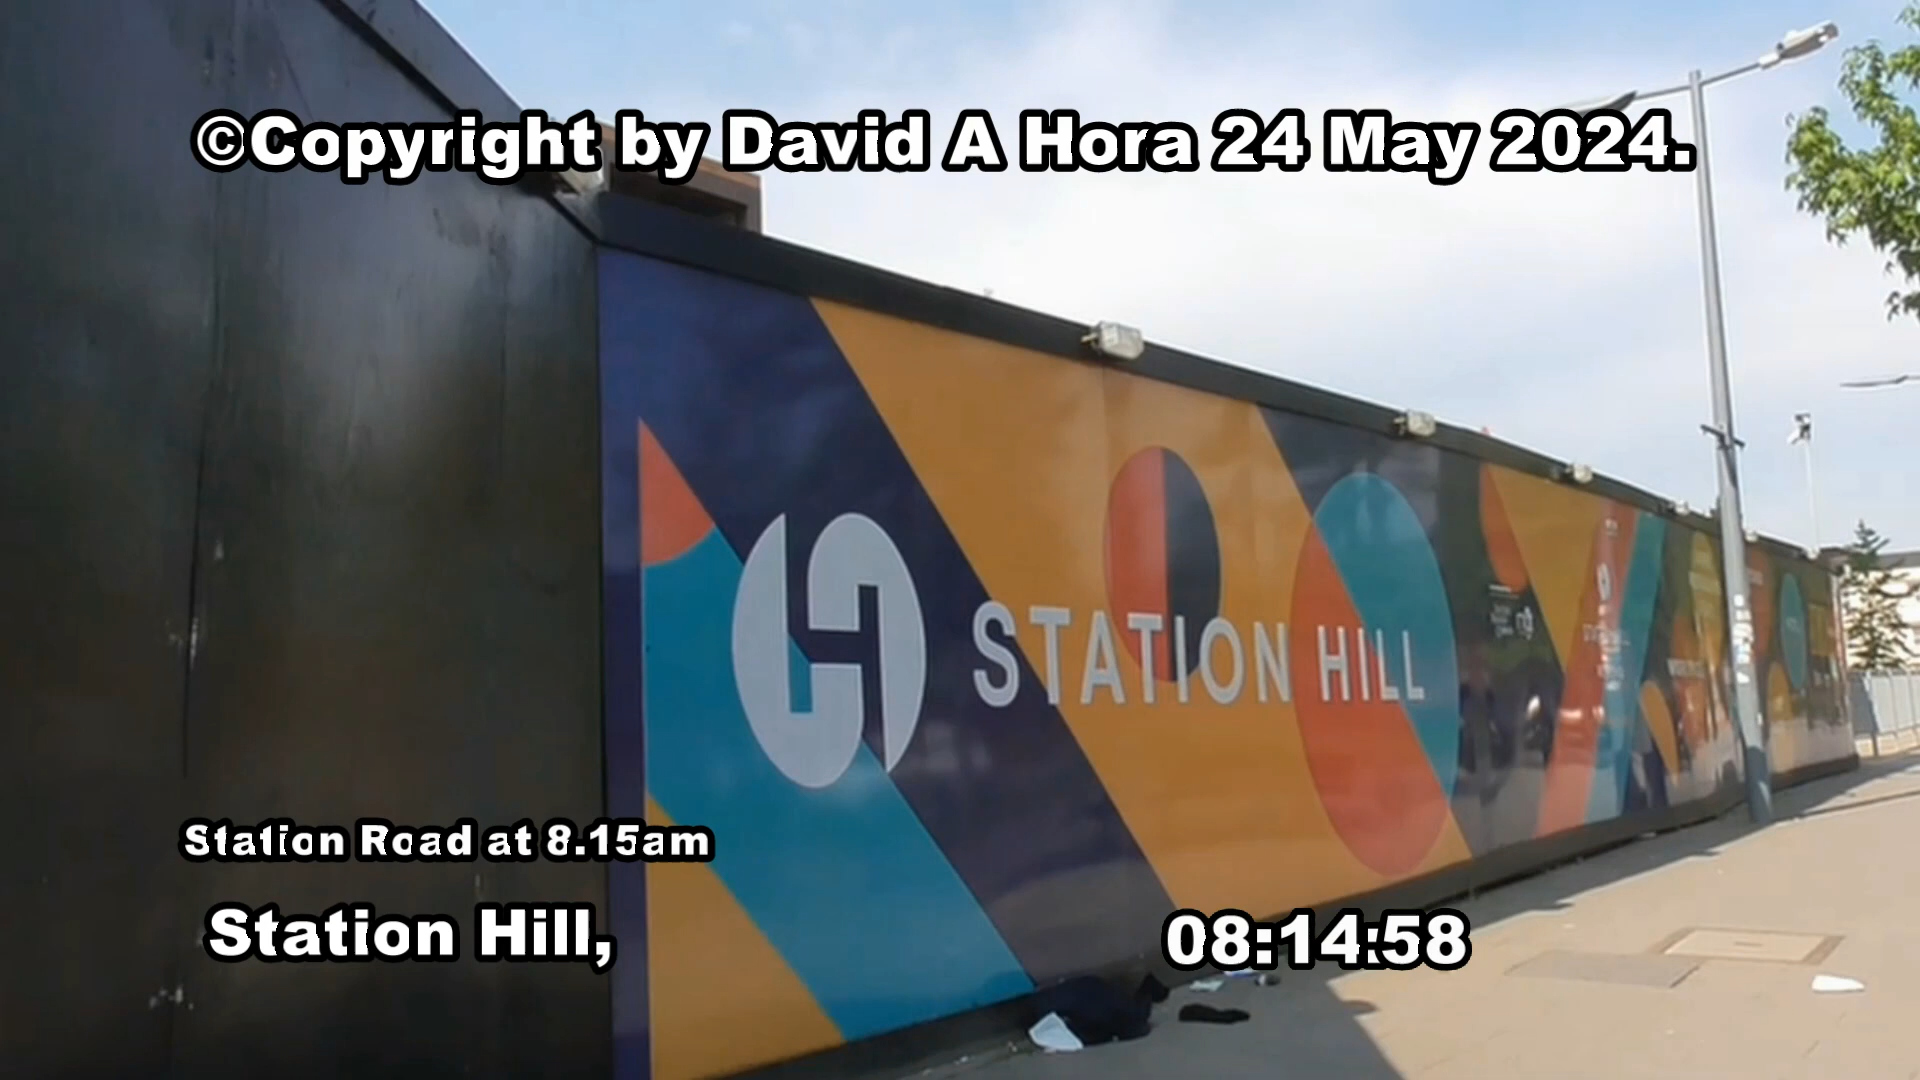 ©Copyright by David A Hora 24 May 2024.
STATION HILL
Station Road at 8.15am
Station Hill,
08:14:58